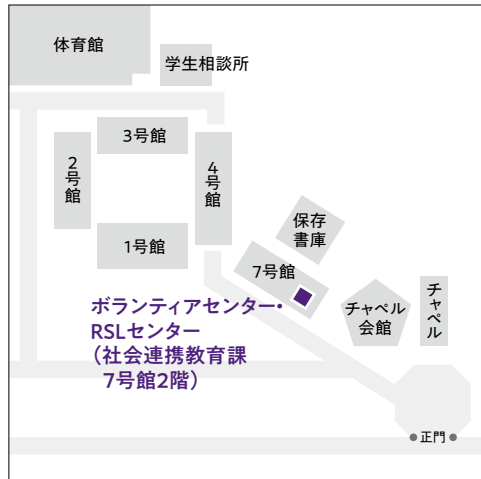 体育館
学生相談所
3号館
2号館
4号館
1号館
保存
書庫
7号館
チャペル
会館
チャペル
ボランティアセンター・
RSLセンター
（社会連携教育課
7号館2階）
正門